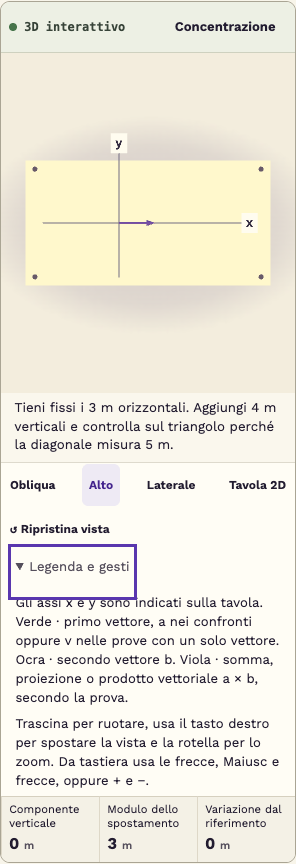 3D interattivo
Concentrazione
y
x
Tieni fissi i 3 m orizzontali. Aggiungi 4 m
verticali e controlla sul triangolo perché
la diagonale misura 5 m.
Obliqua
Alto
Laterale
Tavola 2D
↺ Ripristina vista
▼ Legenda e gesti
Gli assi x e y sono indicati sulla tavola.
Verde · primo vettore, a nei confronti
oppure v nelle prove con un solo vettore.
Ocra · secondo vettore b. Viola · somma,
proiezione o prodotto vettoriale a × b,
secondo la prova.
Trascina per ruotare, usa il tasto destro
per spostare la vista e la rotella per lo
zoom. Da tastiera usa le frecce, Maiusc e
frecce, oppure + e −.
Componente
verticale
0 m
Modulo dello
spostamento
3 m
Variazione dal
riferimento
0 m